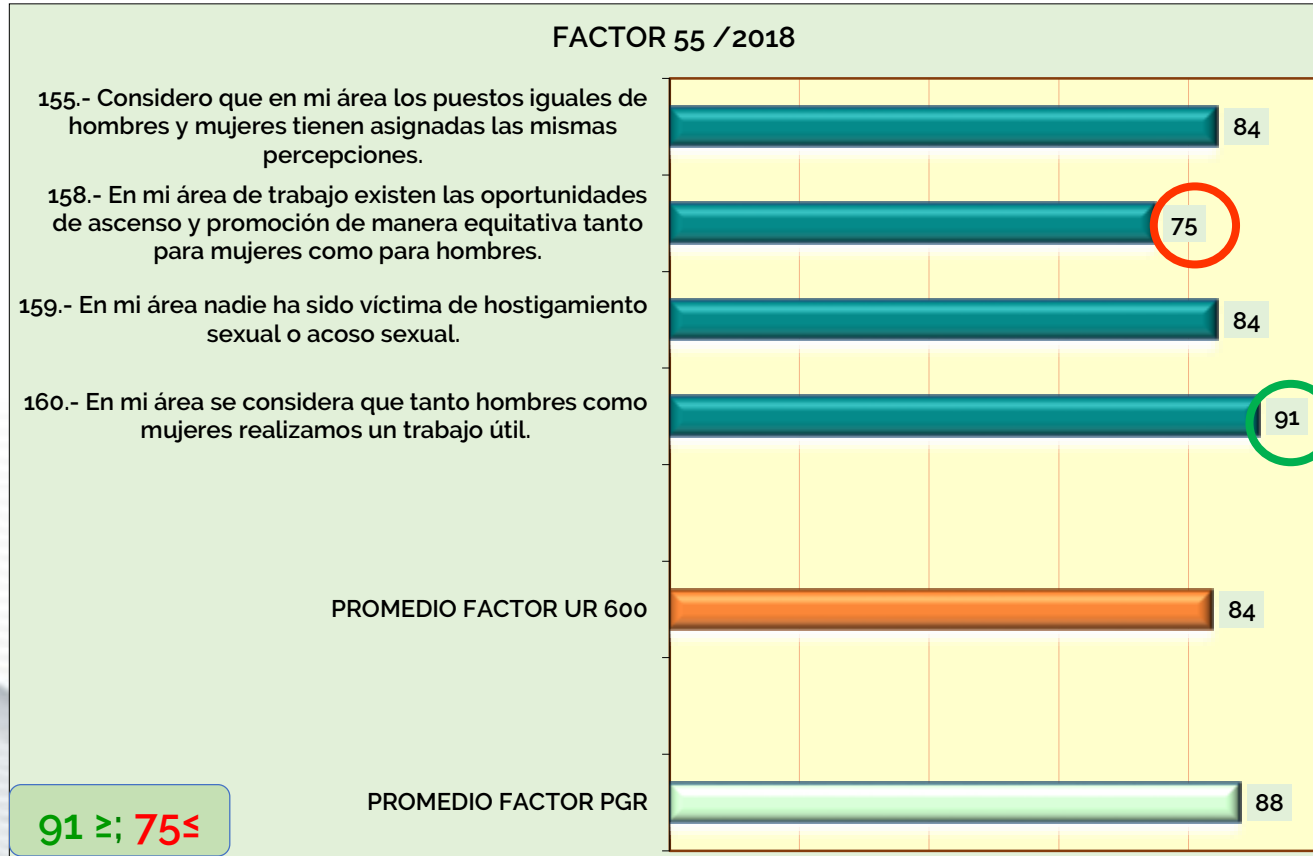 FACTOR 55 /2018
155.- Considero que en mi área los puestos iguales de
hombres y mujeres tienen asignadas las mismas
percepciones.
84
158.- En mi área de trabajo existen las oportunidades
de ascenso y promoción de manera equitativa tanto
para mujeres como para hombres.
75
159.- En mi área nadie ha sido víctima de hostigamiento
sexual o acoso sexual.
84
160.- En mi área se considera que tanto hombres como
mujeres realizamos un trabajo útil.
91
PROMEDIO FACTOR UR 600
84
PROMEDIO FACTOR PGR
88
91 ≥; 75≤